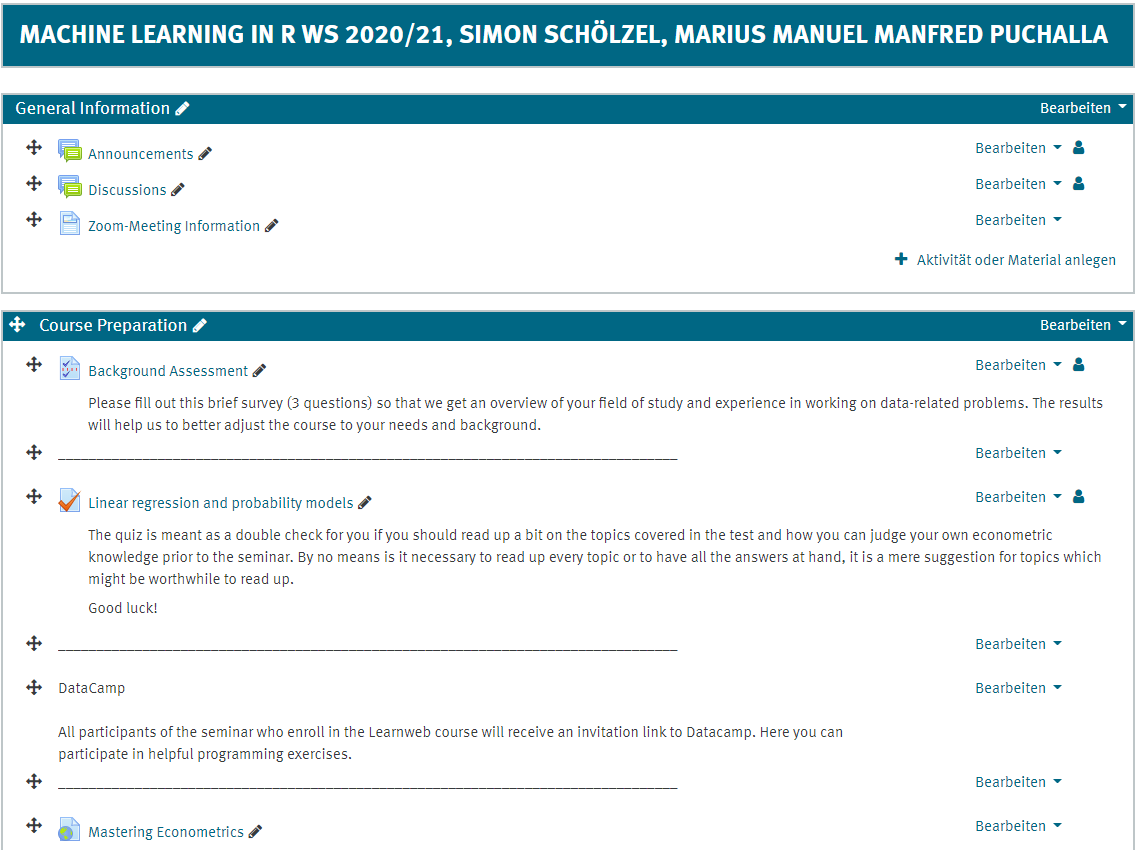 MACHINE LEARNING IN R WS 2020/21, SIMON SCHÖLZEL, MARIUS MANUEL MANFRED PUCHALLA
General Information Bearbeiten
Announcements Bearbeiten
Discussions Bearbeiten
Zoom-Meeting Information Bearbeiten
Aktivität oder Material anlegen
Course Preparation Bearbeiten
Background Assessment Bearbeiten
Please fill out this brief survey (3 questions) so that we get an overview of your field of study and experience in working on data-related problems. The results
will help us to better adjust the course to your needs and background.
Bearbeiten
Linear regression and probability models Bearbeiten
The quiz is meant as a double check for you if you should read up a bit on the topics covered in the test and how you can judge your own econometric
knowledge prior to the seminar. By no means is it necessary to read up every topic or to have all the answers at hand, it is a mere suggestion for topics which
might be worthwhile to read up.
Good luck!
Bearbeiten
DataCamp Bearbeiten
All participants of the seminar who enroll in the Learnweb course will receive an invitation link to Datacamp. Here you can
participate in helpful programming exercises.
Bearbeiten
Mastering Econometrics Bearbeiten